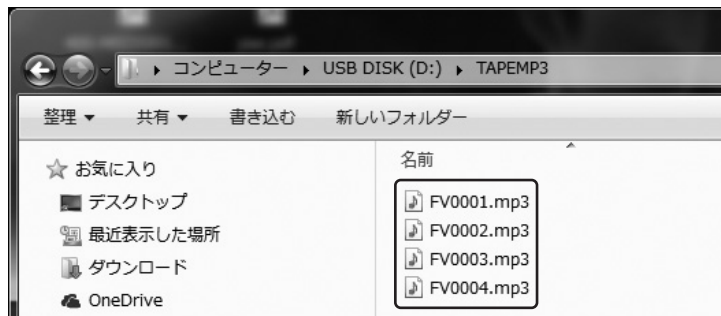 コンピューター ▸ USB DISK (D:) ▸ TAPEMP3
整理 ▼ 共有 ▼ 書き込む 新しいフォルダー
お気に入り
デスクトップ
最近表示した場所
ダウンロード
OneDrive
名前
FV0001.mp3
FV0002.mp3
FV0003.mp3
FV0004.mp3